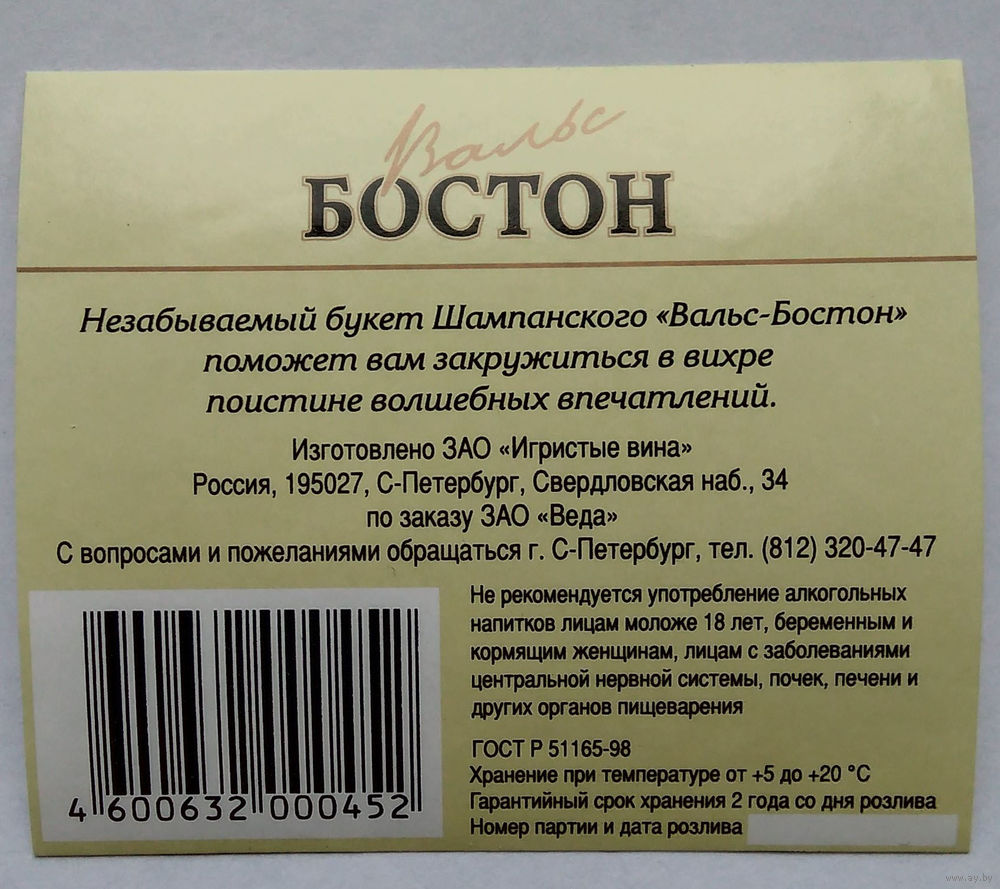 Вальс
БОСТОН
Незабываемый букет Шампанского «Вальс-Бостон»
поможет вам закружиться в вихре
поистине волшебных впечатлений.
Изготовлено ЗАО «Игристые вина»
Россия, 195027, С-Петербург, Свердловская наб., 34
по заказу ЗАО «Веда»
С вопросами и пожеланиями обращаться г. С-Петербург, тел. (812) 320-47-47
Не рекомендуется употребление алкогольных
напитков лицам моложе 18 лет, беременным и
кормящим женщинам, лицам с заболеваниями
центральной нервной системы, почек, печени и
других органов пищеварения
ГОСТ Р 51165-98
Хранение при температуре от +5 до +20 °С
Гарантийный срок хранения 2 года со дня розлива
Номер партии и дата розлива
4 600632 000452
www.ay.by